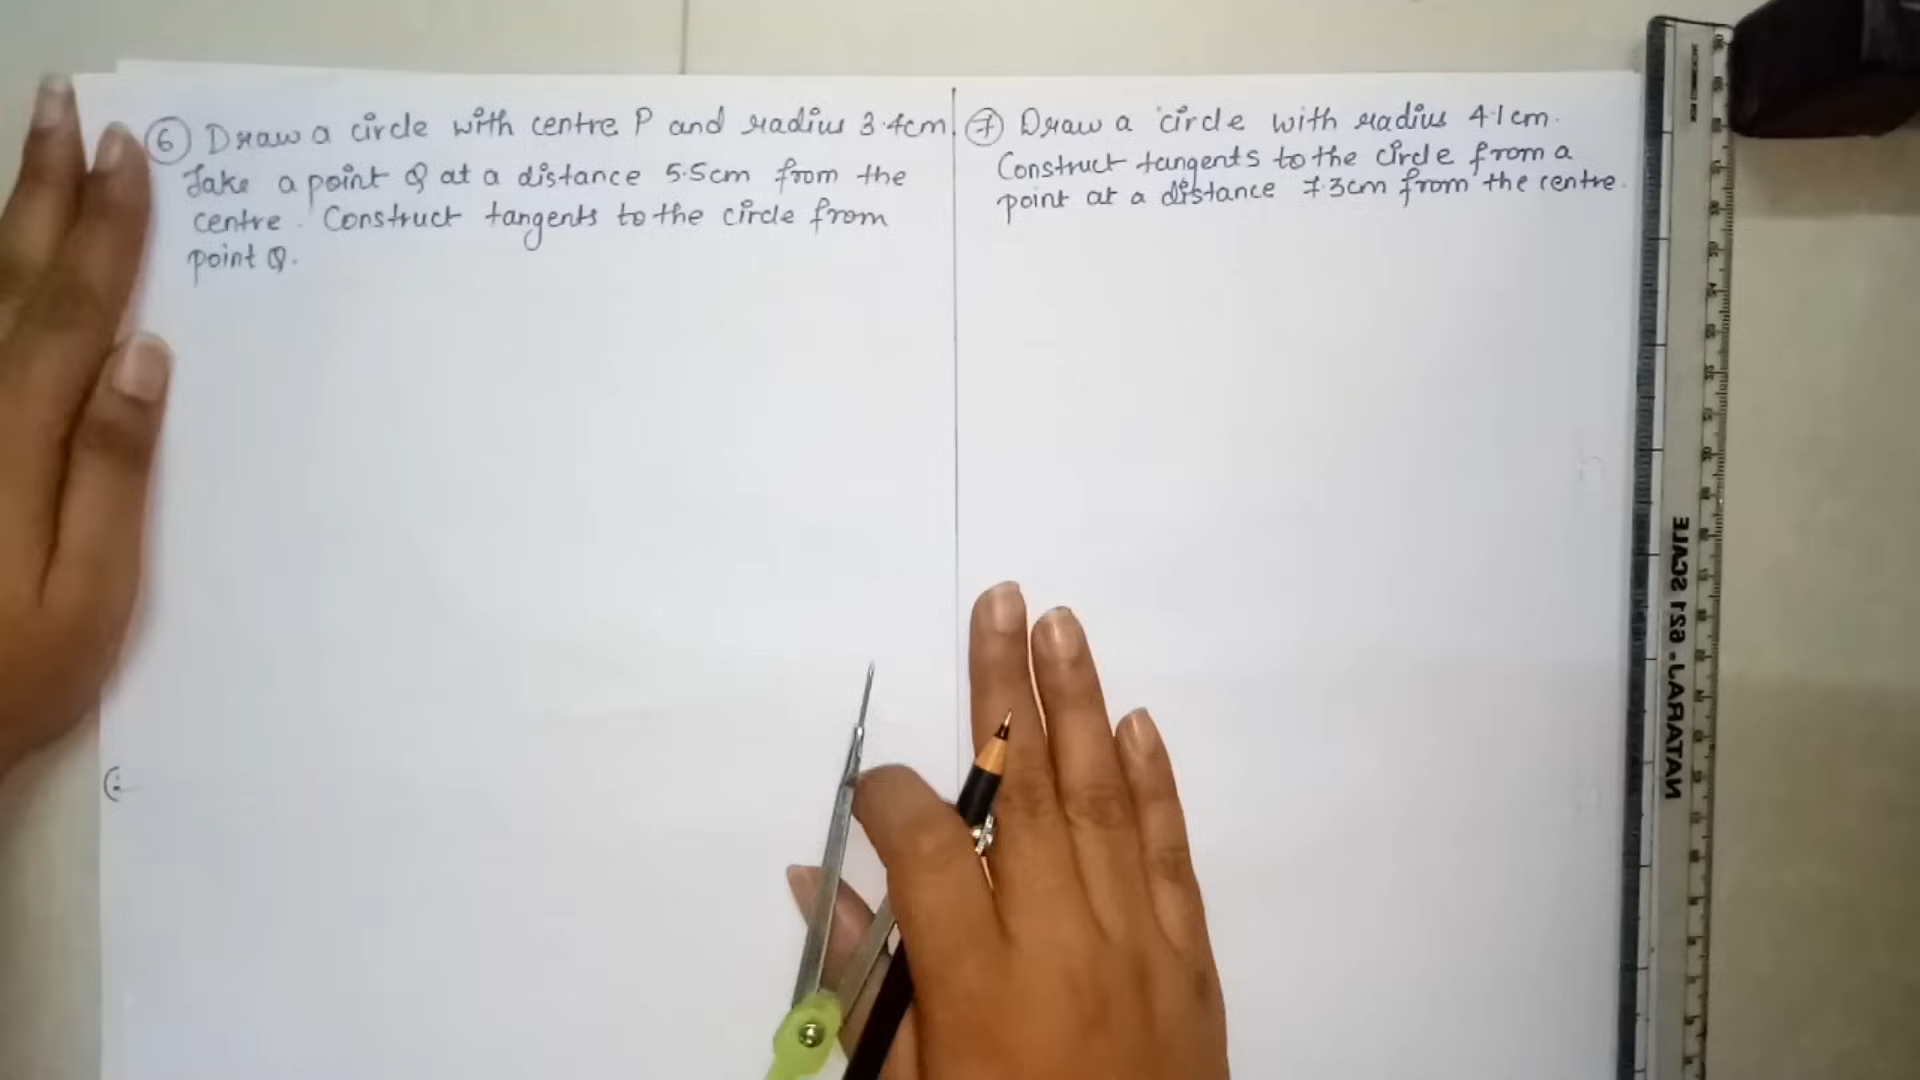 ⑥ Draw a circle with centre P and radius 3.4cm.
Take a point Q at a distance 5.5cm from the
centre. Construct tangents to the circle from
point Q.
⑦ Draw a circle with radius 4.1cm.
Construct tangents to the circle from a
point at a distance 7.3cm from the centre.
NATARAJ - 621 SCALE